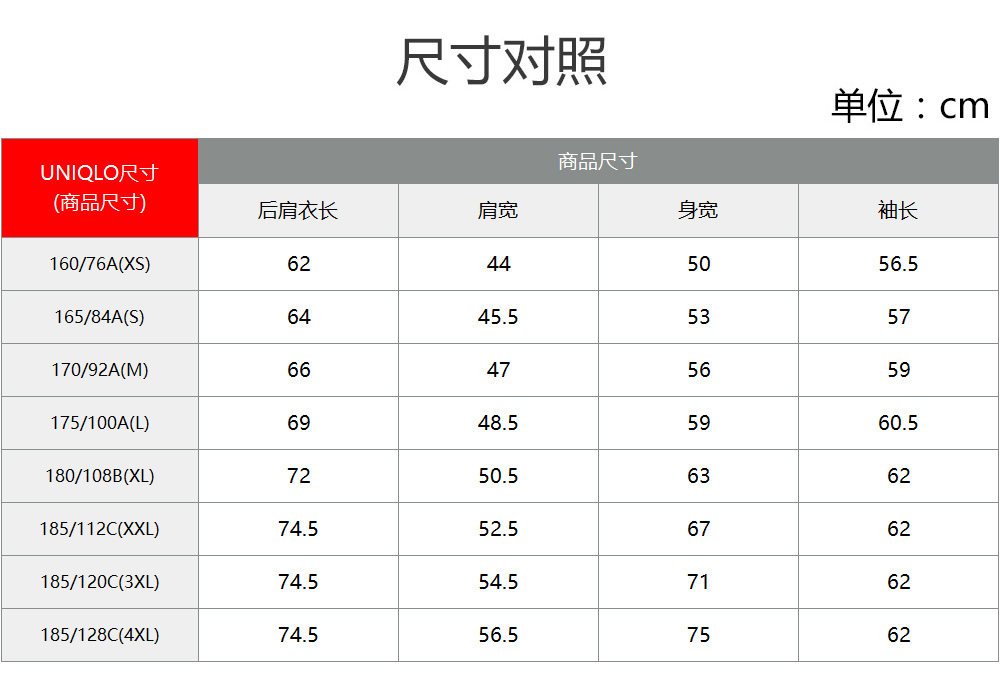 尺寸对照
单位：cm
UNIQLO尺寸
(商品尺寸)
商品尺寸
后肩衣长 肩宽 身宽 袖长
160/76A(XS) 62 44 50 56.5
165/84A(S) 64 45.5 53 57
170/92A(M) 66 47 56 59
175/100A(L) 69 48.5 59 60.5
180/108B(XL) 72 50.5 63 62
185/112C(XXL) 74.5 52.5 67 62
185/120C(3XL) 74.5 54.5 71 62
185/128C(4XL) 74.5 56.5 75 62